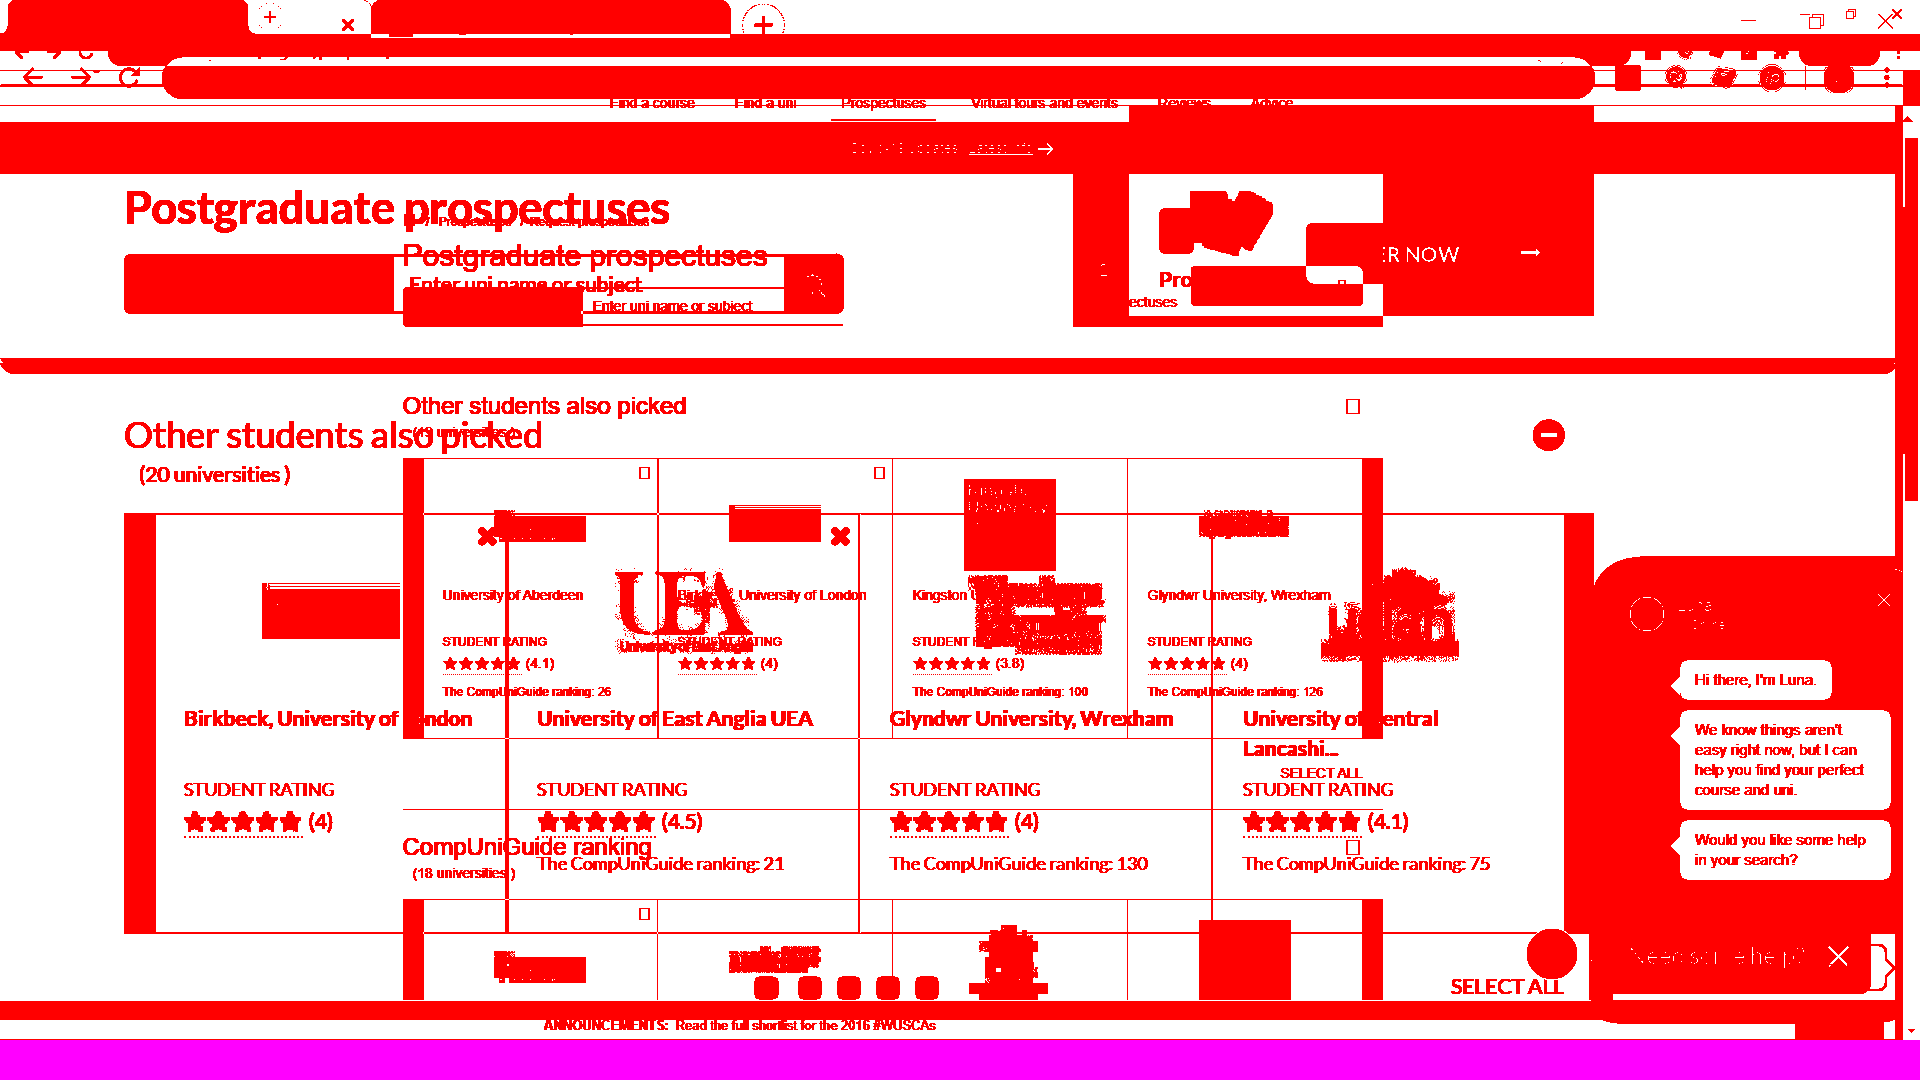 Find a course Find a uni Prospectuses Virtual tours and events Reviews Advice
Latest info
Postgraduate prospectuses
/ Prospectuses / Request prospectuses
Postgraduate prospectuses
Enter uni name or subject
Enter uni name or subject
ER NOW
Pro
ectuses
Other students also picked
Other students also picked
(20 universities )
University of Aberdeen
University of London
Kingston
Glyndwr University, Wrexham
UEA
University of East Anglia
uclan
STUDENT RATING
STUDENT RATING
STUDENT
STUDENT RATING
(4.1)
(4)
(3.8)
(4)
The CompUniGuide ranking: 26
The CompUniGuide ranking: 100
The CompUniGuide ranking: 126
Birkbeck, University of London
University of East Anglia UEA
Glyndwr University, Wrexham
University of Central
Lancashi...
SELECT ALL
STUDENT RATING
STUDENT RATING
STUDENT RATING
STUDENT RATING
(4)
(4.5)
(4)
(4.1)
CompUniGuide ranking
The CompUniGuide ranking: 21
The CompUniGuide ranking: 130
The CompUniGuide ranking: 75
(18 universities )
Luna
Hi there, I'm Luna.
We know things aren't
easy right now, but I can
help you find your perfect
course and uni.
Would you like some help
in your search?
Need some help?
SELECT ALL
ANNOUNCEMENTS: Read the full shortlist for the 2016 #WUSCAs